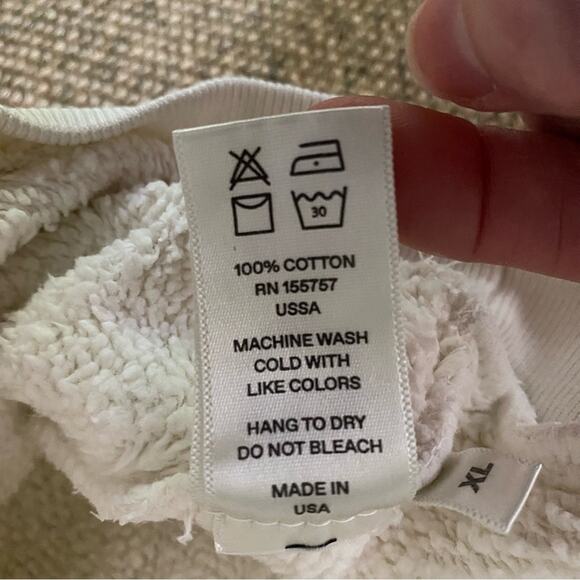 30
100% COTTON
RN 155757
USSA
MACHINE WASH
COLD WITH
LIKE COLORS
HANG TO DRY
DO NOT BLEACH
MADE IN
USA
XL